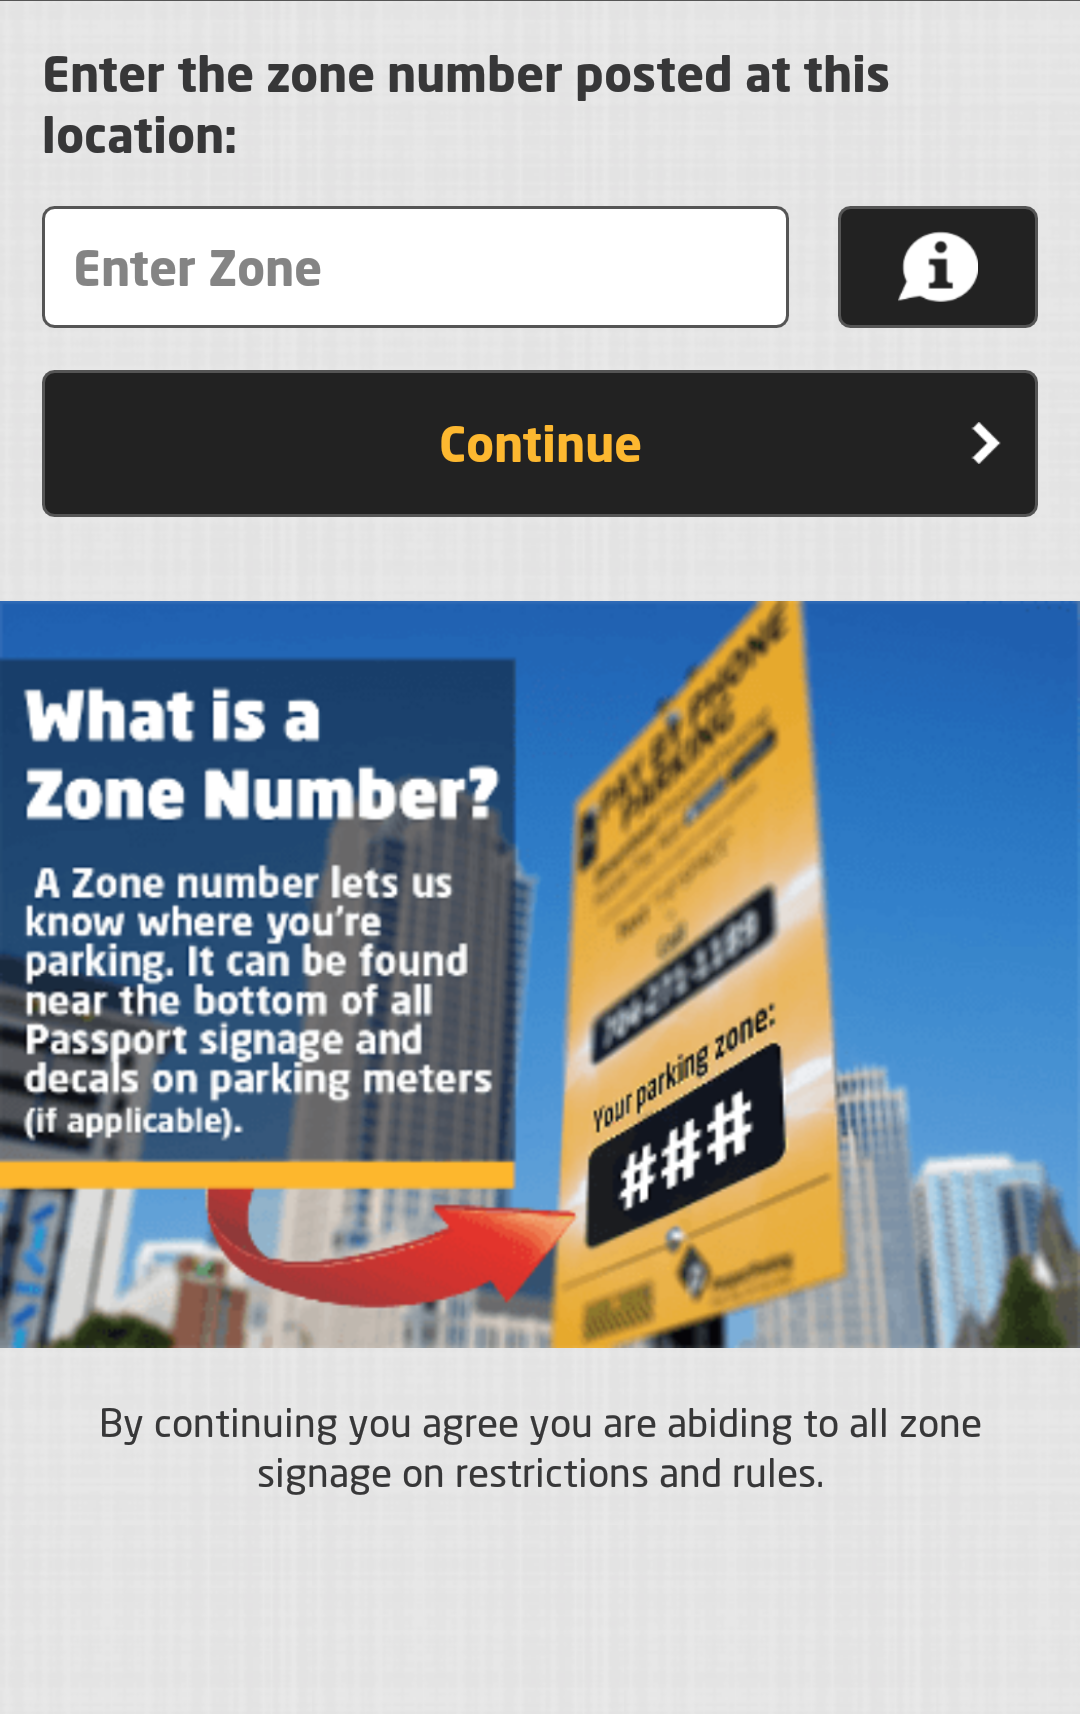 Enter the zone number posted at this
location:
Enter Zone
i
Continue
What is a
Zone Number?
A Zone number lets us
know where you're
parking. It can be found
near the bottom of all
Passport signage and
decals on parking meters
(if applicable).
PAY BY PHONE
PARKING
704-271-1189
Your parking zone:
###
By continuing you agree you are abiding to all zone
signage on restrictions and rules.